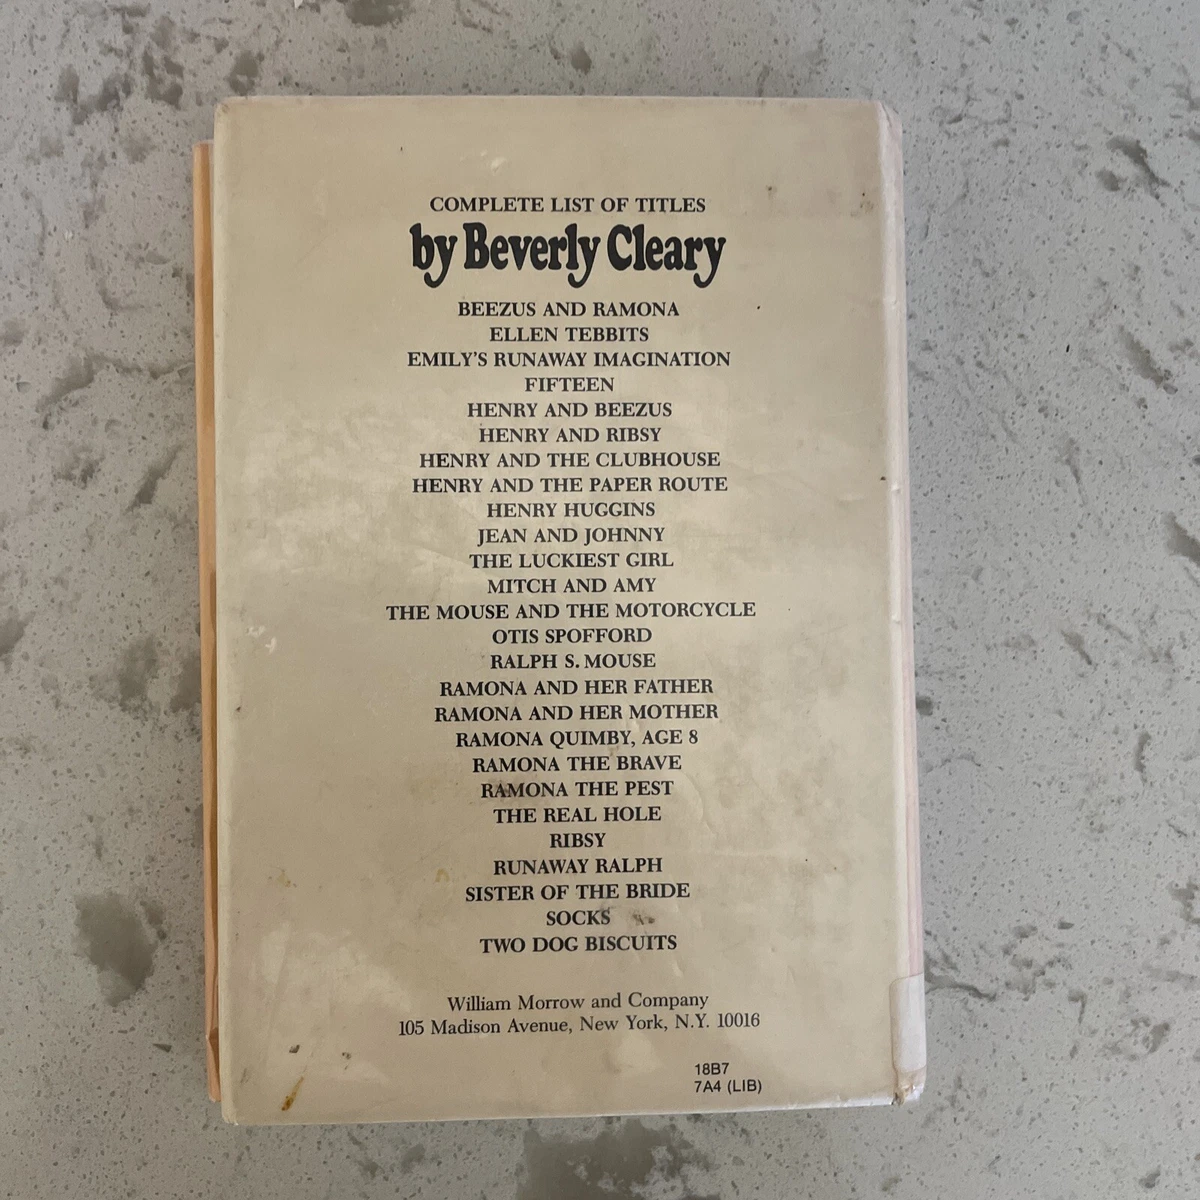 COMPLETE LIST OF TITLES
by Beverly Cleary
BEEZUS AND RAMONA
ELLEN TEBBITS
EMILY'S RUNAWAY IMAGINATION
FIFTEEN
HENRY AND BEEZUS
HENRY AND RIBSY
HENRY AND THE CLUBHOUSE
HENRY AND THE PAPER ROUTE
HENRY HUGGINS
JEAN AND JOHNNY
THE LUCKIEST GIRL
MITCH AND AMY
THE MOUSE AND THE MOTORCYCLE
OTIS SPOFFORD
RALPH S. MOUSE
RAMONA AND HER FATHER
RAMONA AND HER MOTHER
RAMONA QUIMBY, AGE 8
RAMONA THE BRAVE
RAMONA THE PEST
THE REAL HOLE
RIBSY
RUNAWAY RALPH
SISTER OF THE BRIDE
SOCKS
TWO DOG BISCUITS
William Morrow and Company
105 Madison Avenue, New York, N.Y. 10016
18B7
7A4 (LIB)